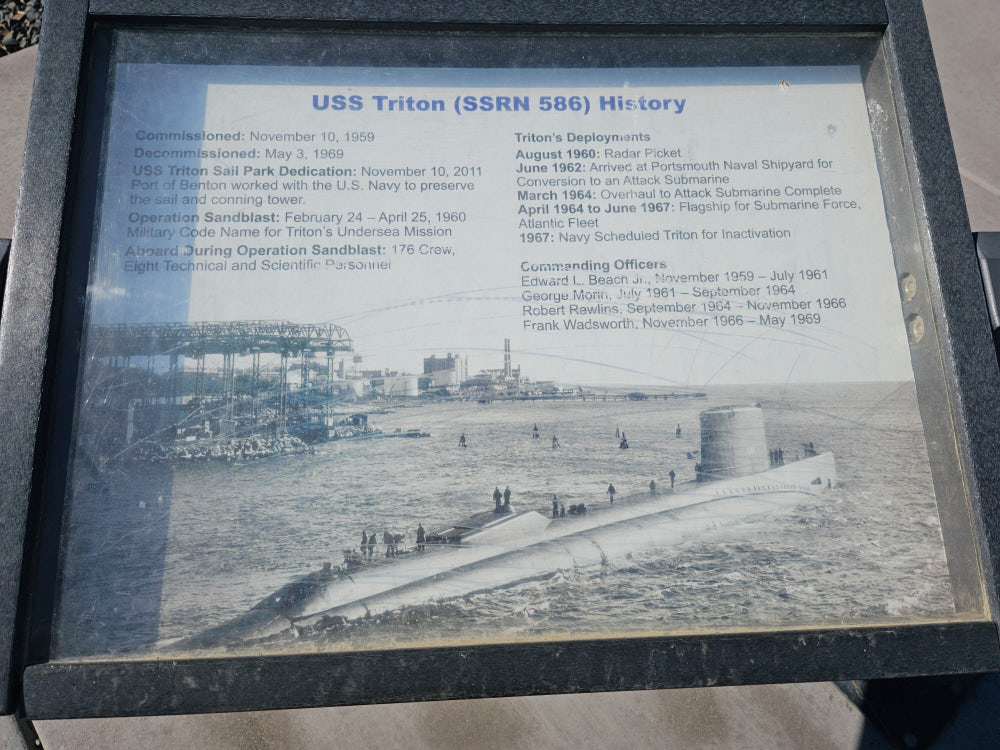 USS Triton (SSRN 586) History
Commissioned: November 10, 1959
Decommissioned: May 3, 1969
USS Triton Sail Park Dedication: November 10, 2011
Port of Benton worked with the U.S. Navy to preserve
the sail and conning tower.
Operation Sandblast: February 24 – April 25, 1960
Military Code Name for Triton's Undersea Mission
Aboard During Operation Sandblast: 176 Crew,
Eight Technical and Scientific Personnel
Triton's Deployments
August 1960: Radar Picket
June 1962: Arrived at Portsmouth Naval Shipyard for
Conversion to an Attack Submarine
March 1964: Overhaul to Attack Submarine Complete
April 1964 to June 1967: Flagship for Submarine Force,
Atlantic Fleet
1967: Navy Scheduled Triton for Inactivation
Commanding Officers
Edward L. Beach Jr., November 1959 – July 1961
George Morin, July 1961 – September 1964
Robert Rawlins, September 1964 – November 1966
Frank Wadsworth, November 1966 – May 1969